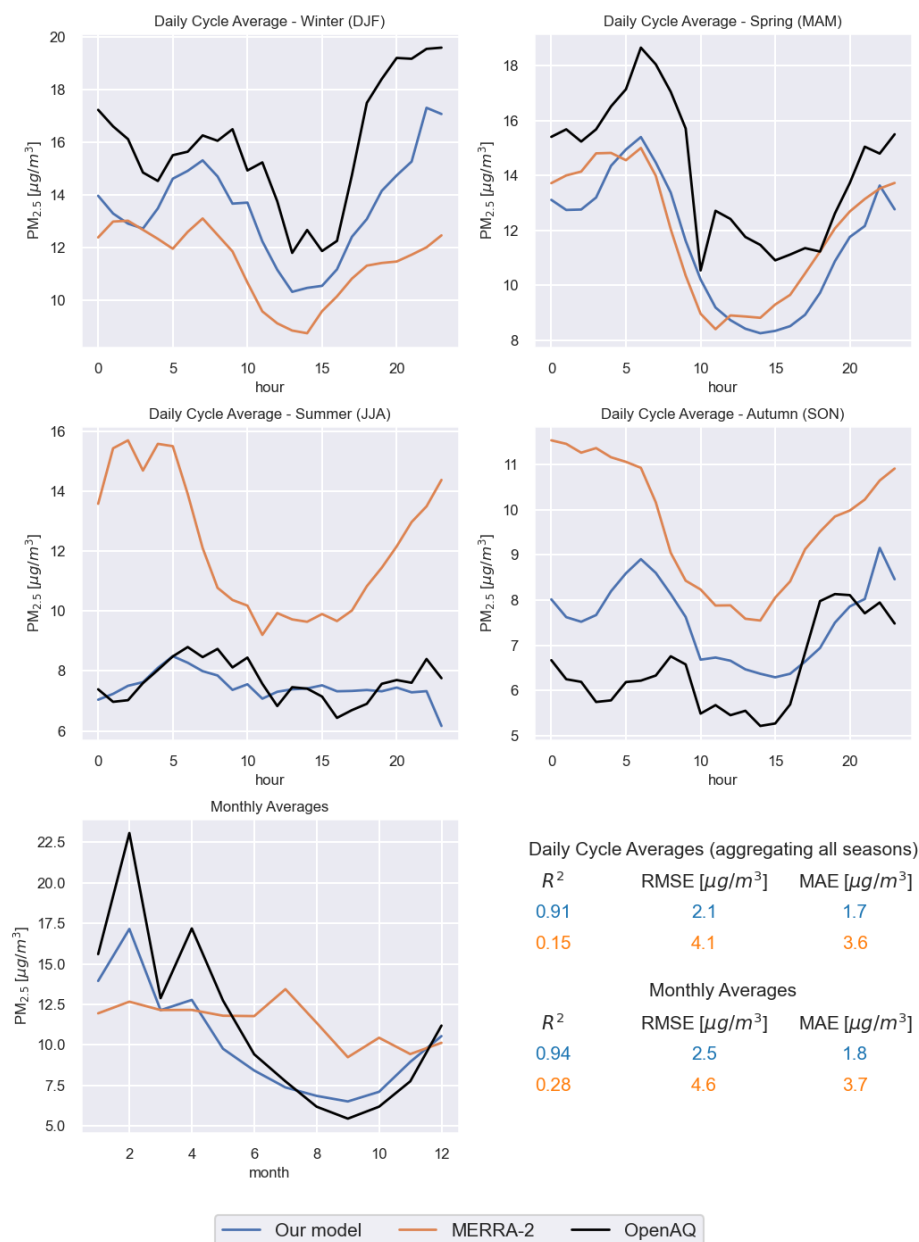 Daily Cycle Average - Winter (DJF)
PM2.5 [μg/m³]
20
18
16
14
12
10
0 5 10 15 20
hour
Daily Cycle Average - Spring (MAM)
PM2.5 [μg/m³]
18
16
14
12
10
8
0 5 10 15 20
hour
Daily Cycle Average - Summer (JJA)
PM2.5 [μg/m³]
16
14
12
10
8
6
0 5 10 15 20
hour
Daily Cycle Average - Autumn (SON)
PM2.5 [μg/m³]
11
10
9
8
7
6
5
0 5 10 15 20
hour
Monthly Averages
PM2.5 [μg/m³]
22.5
20.0
17.5
15.0
12.5
10.0
7.5
5.0
2 4 6 8 10 12
month
Daily Cycle Averages (aggregating all seasons)
R² RMSE [μg/m³] MAE [μg/m³]
0.91 2.1 1.7
0.15 4.1 3.6
Monthly Averages
R² RMSE [μg/m³] MAE [μg/m³]
0.94 2.5 1.8
0.28 4.6 3.7
Our model MERRA-2 OpenAQ